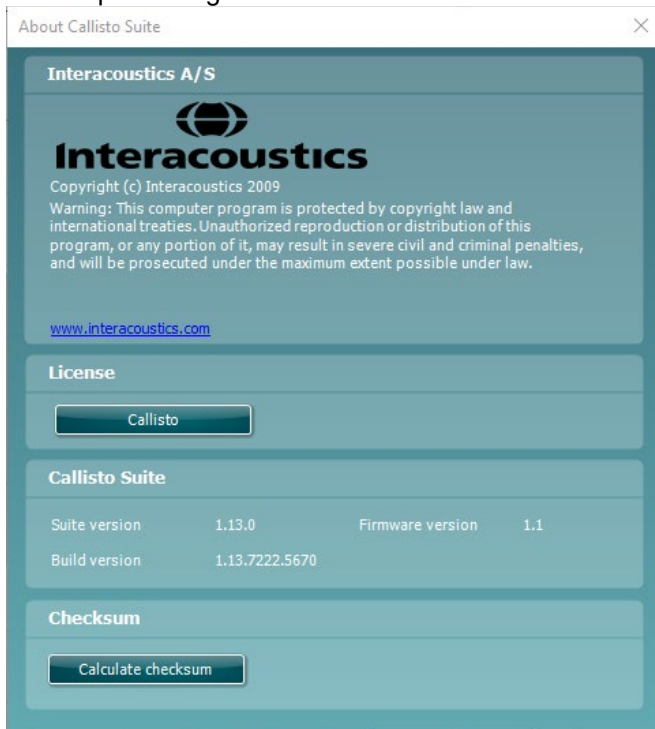 About Callisto Suite
Interacoustics A/S
Interacoustics
Copyright (c) Interacoustics 2009
Warning: This computer program is protected by copyright law and
international treaties. Unauthorized reproduction or distribution of this
program, or any portion of it, may result in severe civil and criminal penalties,
and will be prosecuted under the maximum extent possible under law.
www.interacoustics.com
License
Callisto
Callisto Suite
Suite version 1.13.0 Firmware version 1.1
Build version 1.13.7222.5670
Checksum
Calculate checksum